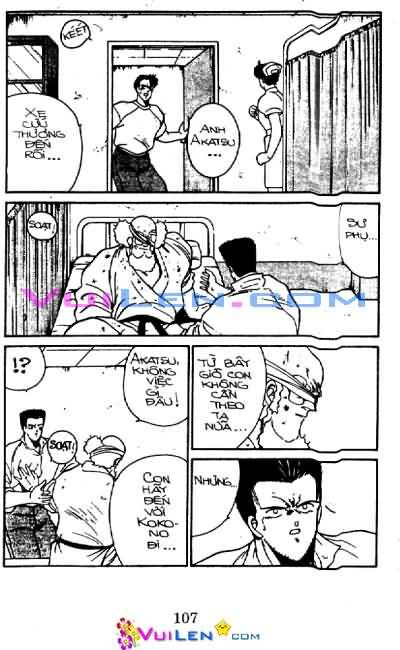 KÉÉT
XE
CỨU
THƯƠNG
ĐẾN
RỒI...
ANH
AKATSU
...
SOẠT
SƯ
PHỤ...
VUILEN.COM
!?
AKATSU,
KHÔNG
VIỆC
GÌ
ĐÂU!
SOẠT!
CON
HÃY
ĐẾN
VỚI
KOKO-
NO
ĐI...
TỪ BÂY
GIỜ CON
KHÔNG
CẦN
THEO
TA
NỮA...
NHƯNG...
107
VUILEN.COM